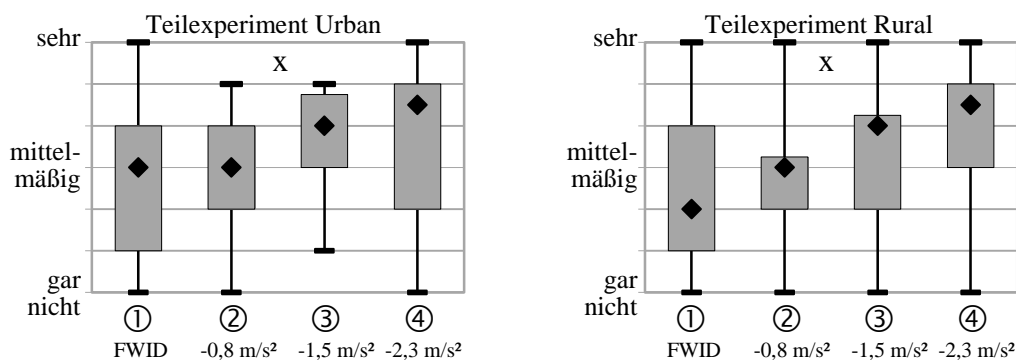 Teilexperiment Urban
sehr
x
mittel-
mäßig
gar
nicht
① ② ③ ④
FWID -0,8 m/s² -1,5 m/s² -2,3 m/s²
Teilexperiment Rural
sehr
x
mittel-
mäßig
gar
nicht
① ② ③ ④
FWID -0,8 m/s² -1,5 m/s² -2,3 m/s²